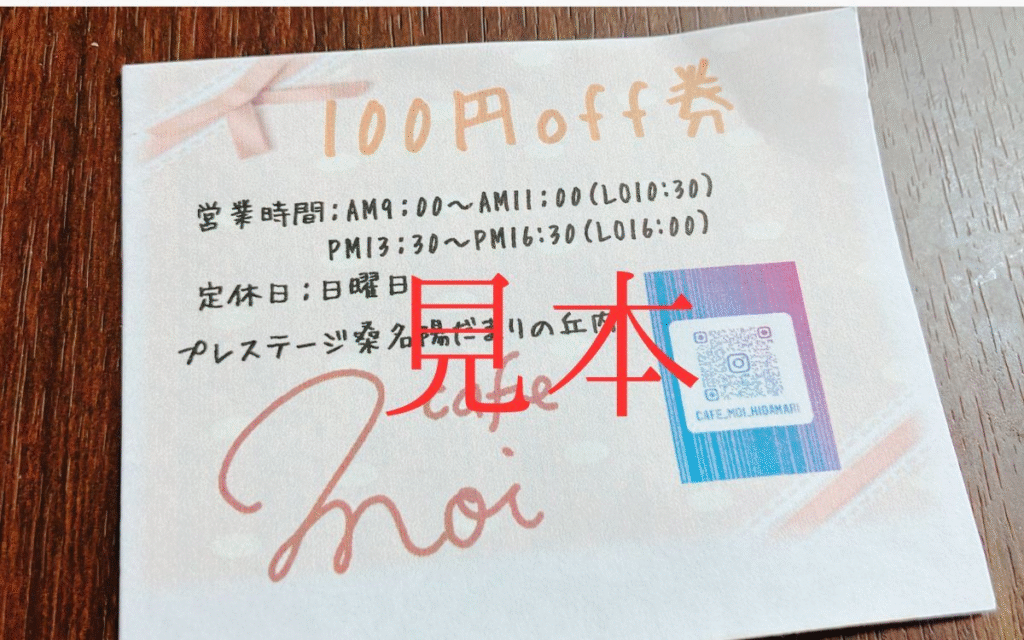 100円off券
営業時間:AM9:00〜AM11:00(LO10:30)
PM13:30〜PM16:30(LO16:00)
定休日:日曜日
プレステージ桑名陽だまりの丘内
見本
cafe
moi
CAFE_MOI_HIDAMARI